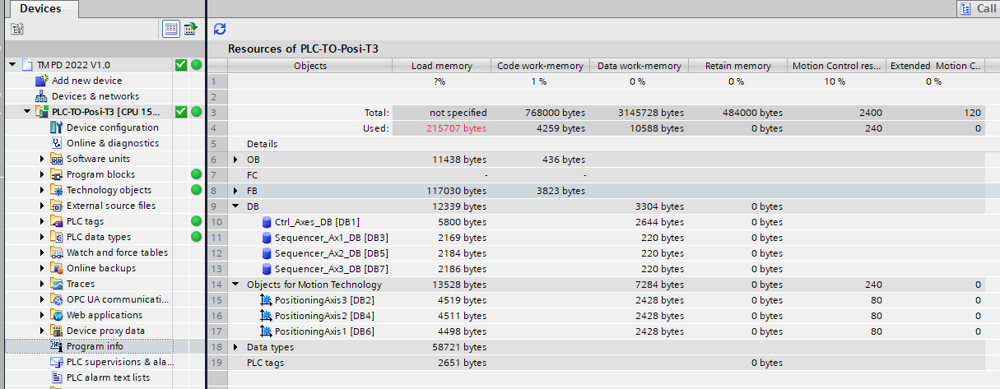 Devices
Call
Resources of PLC-TO-Posi-T3
Objects Load memory Code work-memory Data work-memory Retain memory Motion Control res... Extended Motion C..
1 ?% 1 % 0 % 0 % 10 % 0 %
2
3 Total: not specified 768000 bytes 3145728 bytes 484000 bytes 2400 120
4 Used: 215707 bytes 4259 bytes 10588 bytes 0 bytes 240 0
5 Details
6 OB 11438 bytes 436 bytes
7 FC - -
8 FB 117030 bytes 3823 bytes
9 DB 12339 bytes 3304 bytes 0 bytes
10 Ctrl_Axes_DB [DB1] 5800 bytes 2644 bytes 0 bytes
11 Sequencer_Ax1_DB [DB3] 2169 bytes 220 bytes 0 bytes
12 Sequencer_Ax2_DB [DB5] 2184 bytes 220 bytes 0 bytes
13 Sequencer_Ax3_DB [DB7] 2186 bytes 220 bytes 0 bytes
14 Objects for Motion Technology 13528 bytes 7284 bytes 0 bytes 240 0
15 PositioningAxis3 [DB2] 4519 bytes 2428 bytes 0 bytes 80 0
16 PositioningAxis2 [DB4] 4511 bytes 2428 bytes 0 bytes 80 0
17 PositioningAxis1 [DB6] 4498 bytes 2428 bytes 0 bytes 80 0
18 Data types 58721 bytes
19 PLC tags 2651 bytes 0 bytes
TMPD 2022 V1.0
Add new device
Devices & networks
PLC-TO-Posi-T3 [CPU 15...
Device configuration
Online & diagnostics
Software units
Program blocks
Technology objects
External source files
PLC tags
PLC data types
Watch and force tables
Online backups
Traces
OPC UA communicati...
Web applications
Device proxy data
Program info
PLC supervisions & ala...
PLC alarm text lists